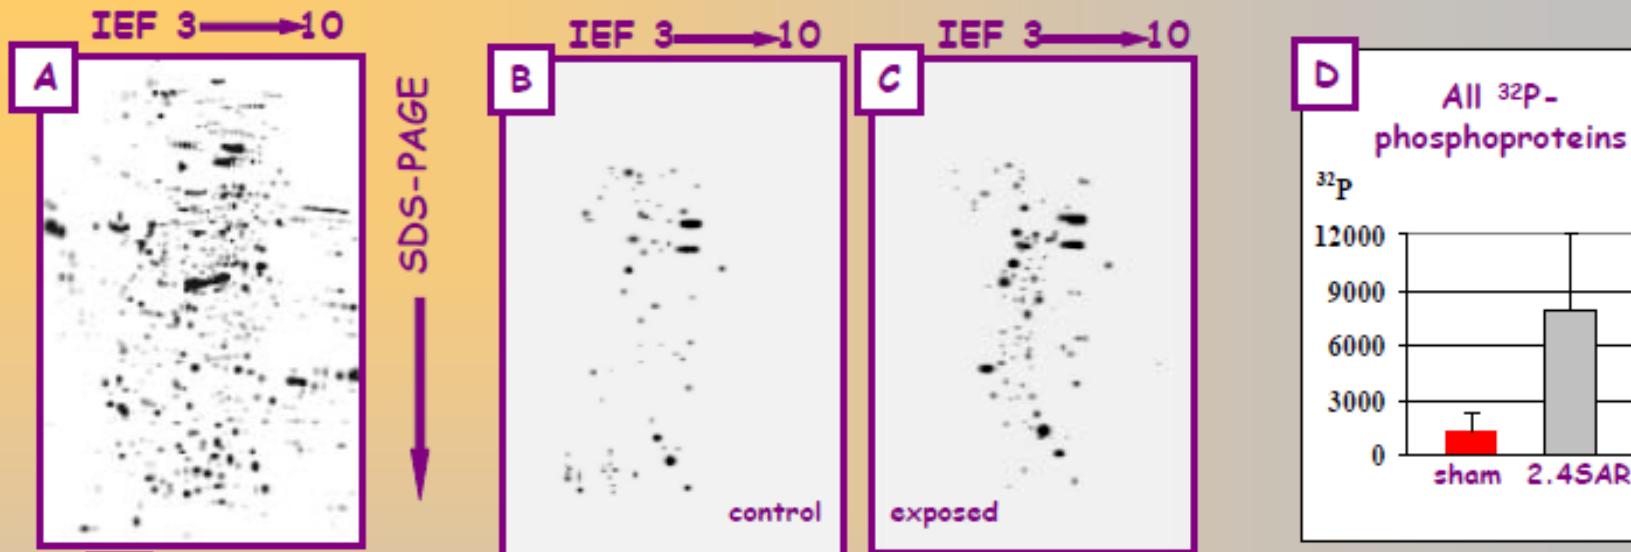 IEF 3 10
IEF 3 10
IEF 3 10
A
SDS-PAGE
B
control
C
exposed
D
All ³²P-
phosphoproteins
³²P
12000
9000
6000
3000
0
sham 2.4SAR